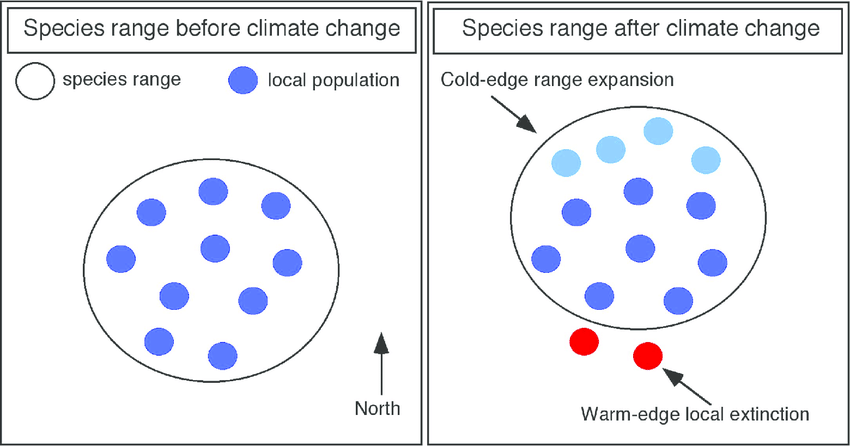 Species range before climate change
species range
local population
North
Species range after climate change
Cold-edge range expansion
Warm-edge local extinction